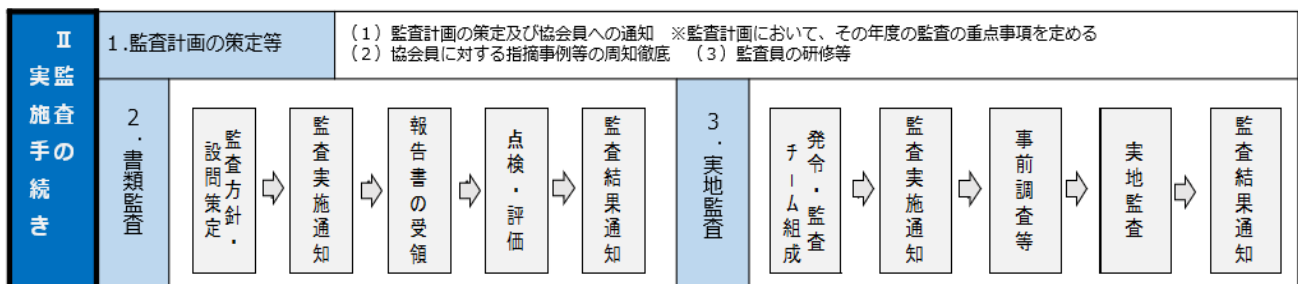 Ⅱ
監査の
実施手続き
１.監査計画の策定等
（１）監査計画の策定及び協会員への通知　※監査計画において、その年度の監査の重点事項を定める
（２）協会員に対する指摘事例等の周知徹底　（３）監査員の研修等
２．書類監査
監査方針・
設問策定
監査実施通知
報告書の受領
点検・評価
監査結果通知
３．実地監査
発令・監査
チーム組成
監査実施通知
事前調査等
実地監査
監査結果通知